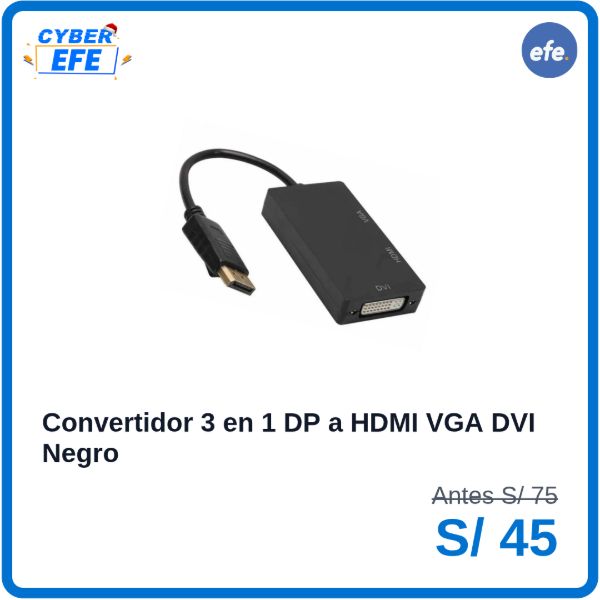 CYBER
EFE
efe.
VGA
HDMI
DVI
Convertidor 3 en 1 DP a HDMI VGA DVI
Negro
Antes S/ 75
S/ 45